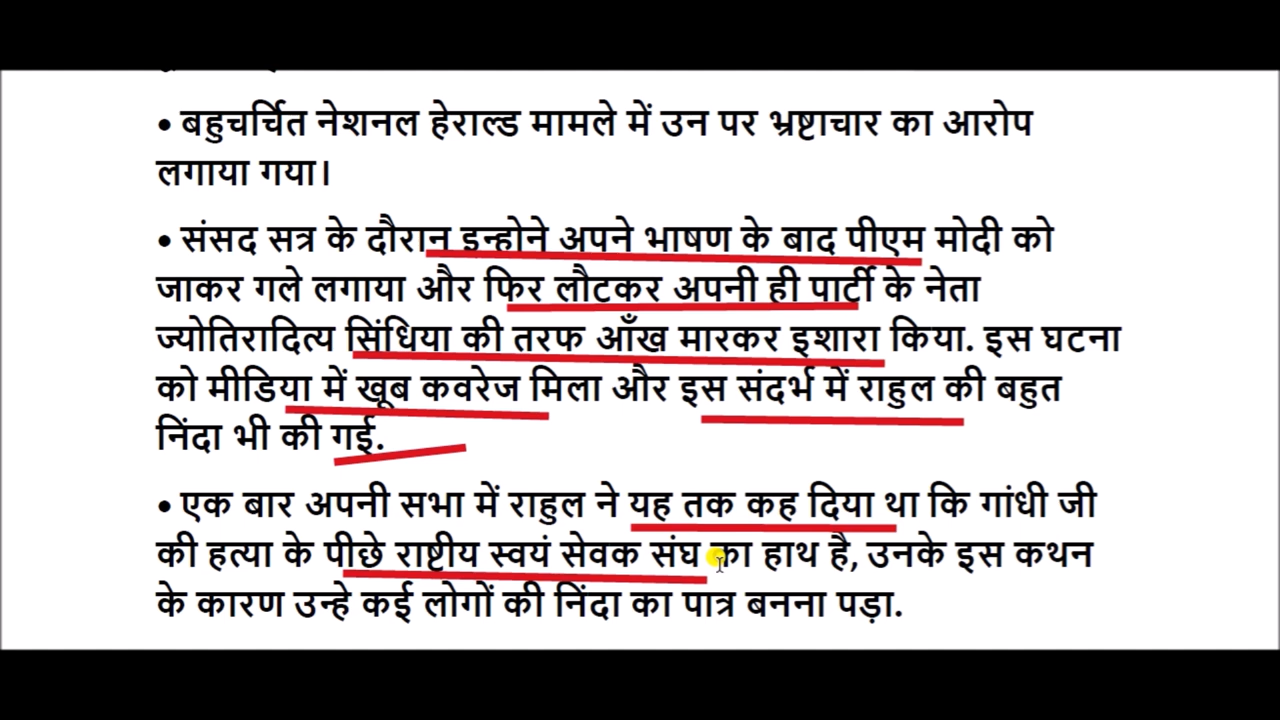 • बहुचर्चित नेशनल हेराल्ड मामले में उन पर भ्रष्टाचार का आरोप
लगाया गया।
• संसद सत्र के दौरान इन्होने अपने भाषण के बाद पीएम मोदी को
जाकर गले लगाया और फिर लौटकर अपनी ही पार्टी के नेता
ज्योतिरादित्य सिंधिया की तरफ आँख मारकर इशारा किया. इस घटना
को मीडिया में खूब कवरेज मिला और इस संदर्भ में राहुल की बहुत
निंदा भी की गई.
• एक बार अपनी सभा में राहुल ने यह तक कह दिया था कि गांधी जी
की हत्या के पीछे राष्टीय स्वयं सेवक संघ का हाथ है, उनके इस कथन
के कारण उन्हे कई लोगों की निंदा का पात्र बनना पड़ा.